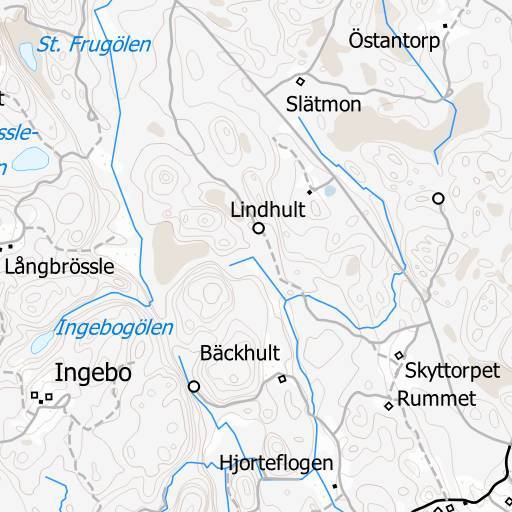 St. Frugölen
Östantorp
Slätmon
Lindhult
Långbrössle
Ingebogölen
Bäckhult
Ingebo
Skyttorpet
Rummet
Hjorteflogen